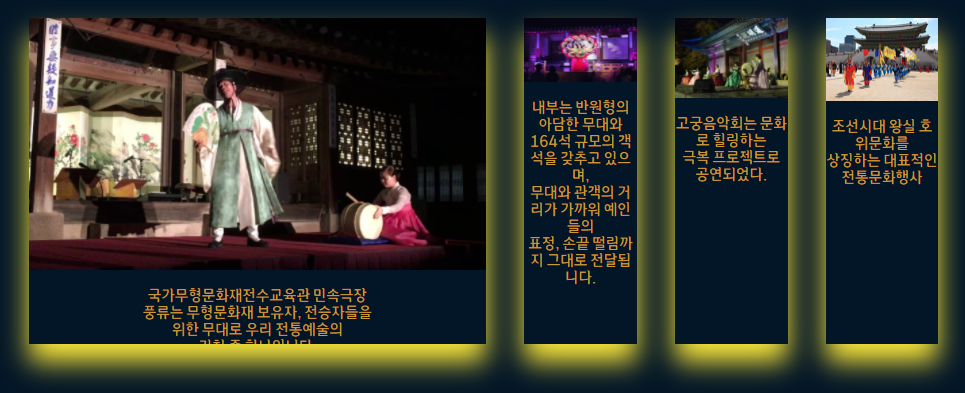 국가무형문화재전수교육관 민속극장
풍류는 무형문화재 보유자, 전승자들을
위한 무대로 우리 전통예술의
내부는 반원형의
아담한 무대와
164석 규모의 객
석을 갖추고 있으
며,
무대와 관객의 거
리가 가까워 예인
들의
표정, 손끝 떨림까
지 그대로 전달됩
니다.
고궁음악회는 문화
로 힐링하는
극복 프로젝트로
공연되었다.
조선시대 왕실 호
위문화를
상징하는 대표적인
전통문화행사